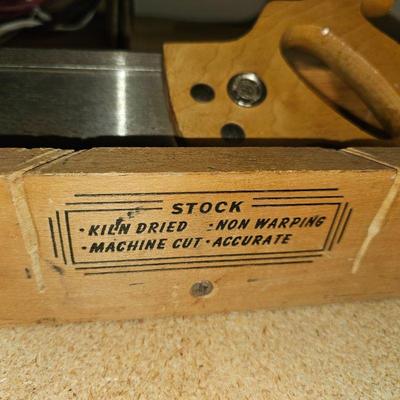 STOCK
• KILN DRIED • NON WARPING
• MACHINE CUT • ACCURATE